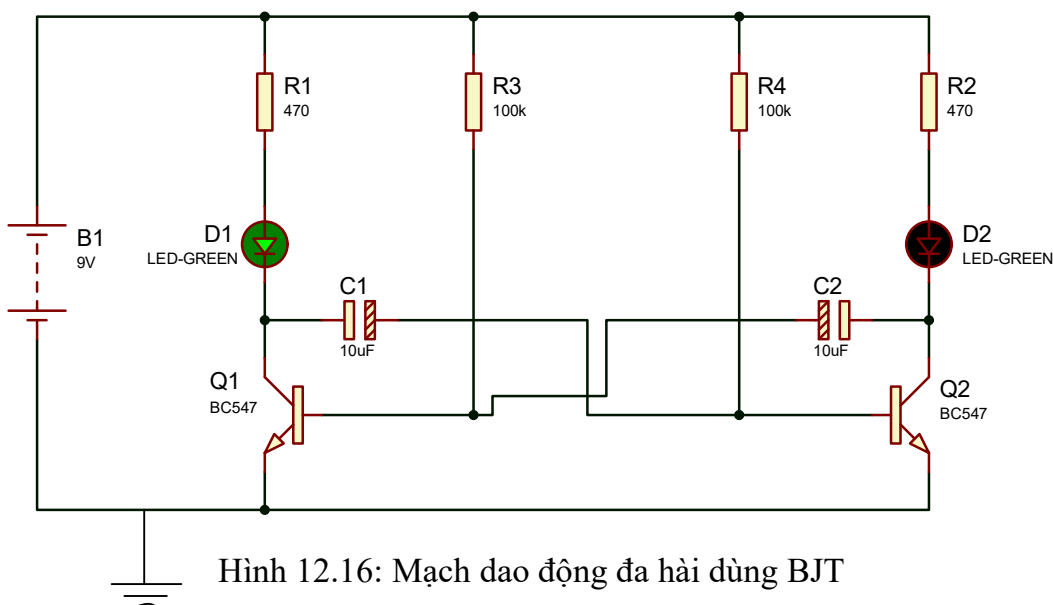 R1
470
R3
100k
R4
100k
R2
470
B1
9V
D1
LED-GREEN
D2
LED-GREEN
C1
10uF
C2
10uF
Q1
BC547
Q2
BC547
Hình 12.16: Mạch dao động đa hài dùng BJT